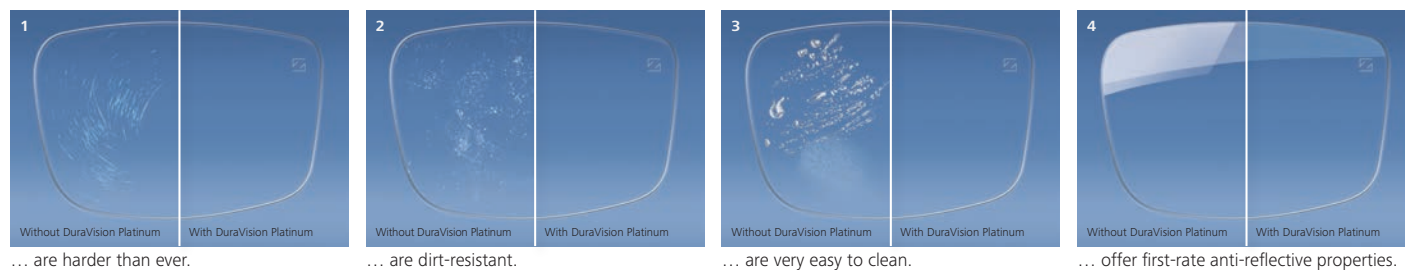 1
Without DuraVision Platinum
With DuraVision Platinum
… are harder than ever.
2
Without DuraVision Platinum
With DuraVision Platinum
… are dirt-resistant.
3
Without DuraVision Platinum
With DuraVision Platinum
… are very easy to clean.
4
Without DuraVision Platinum
With DuraVision Platinum
… offer first-rate anti-reflective properties.